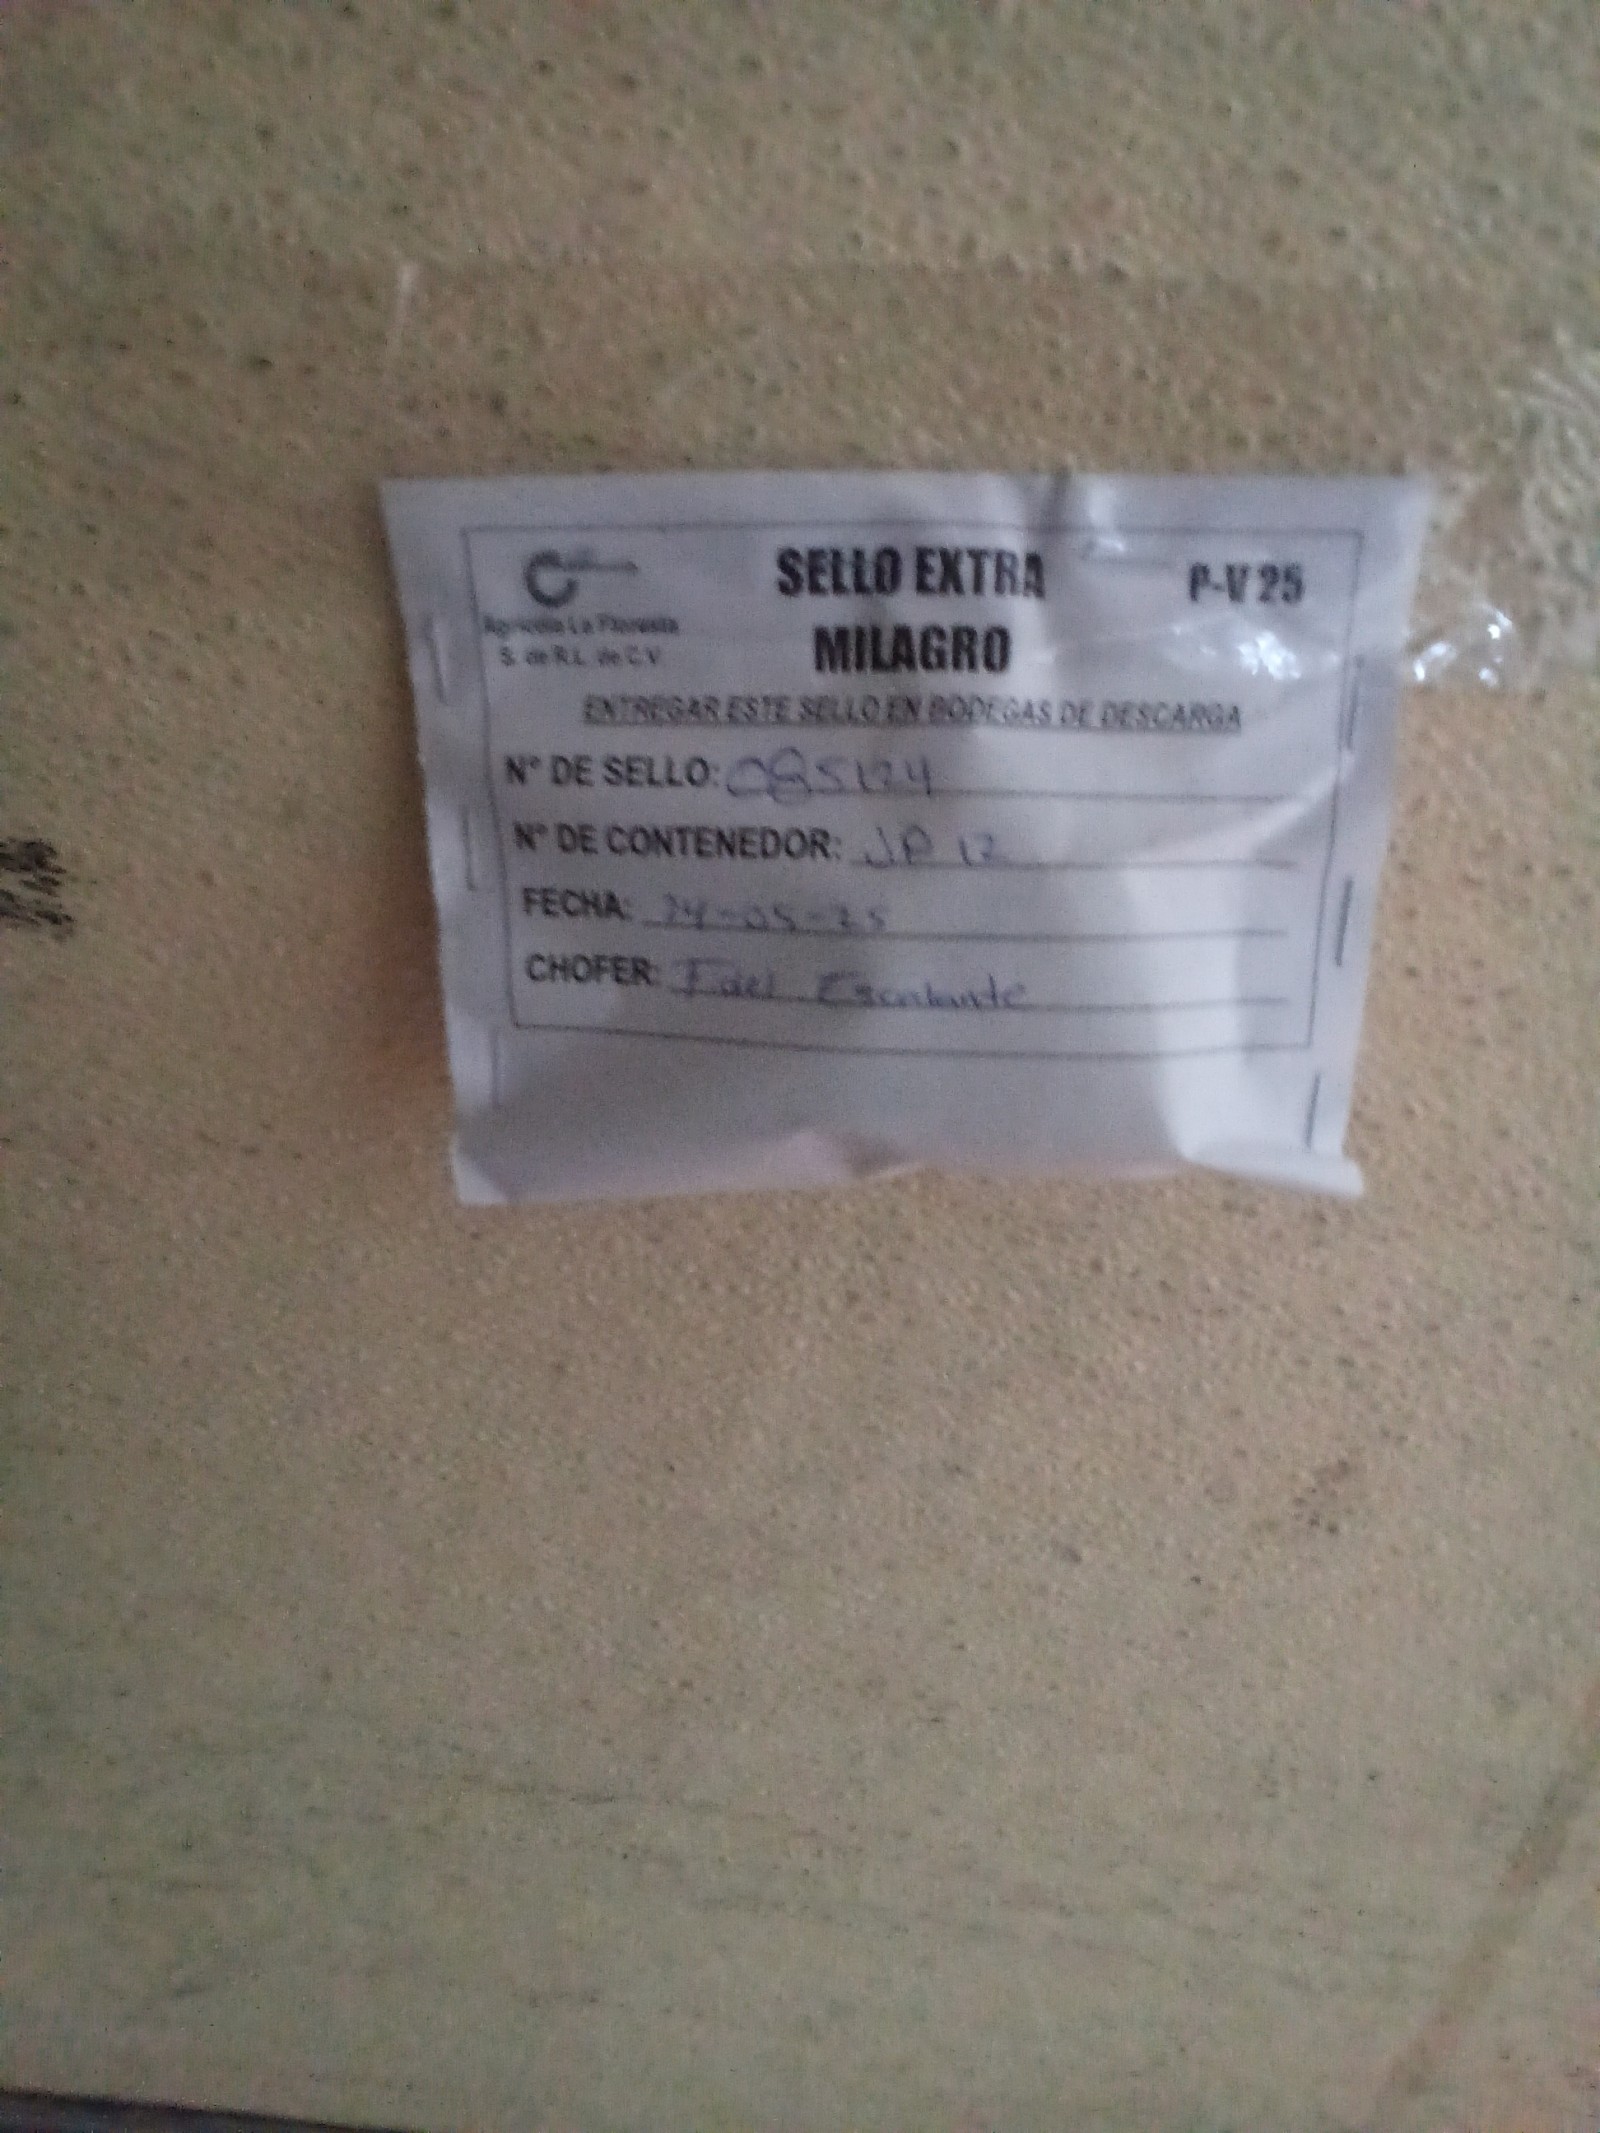 Agrícola La Floresta
S. de R.L. de C.V.
SELLO EXTRA
MILAGRO
P-V 25
ENTREGAR ESTE SELLO EN BODEGAS DE DESCARGA
N° DE SELLO: 085124
N° DE CONTENEDOR: JP 12
FECHA: 24-05-25
CHOFER: Fdel Escalante